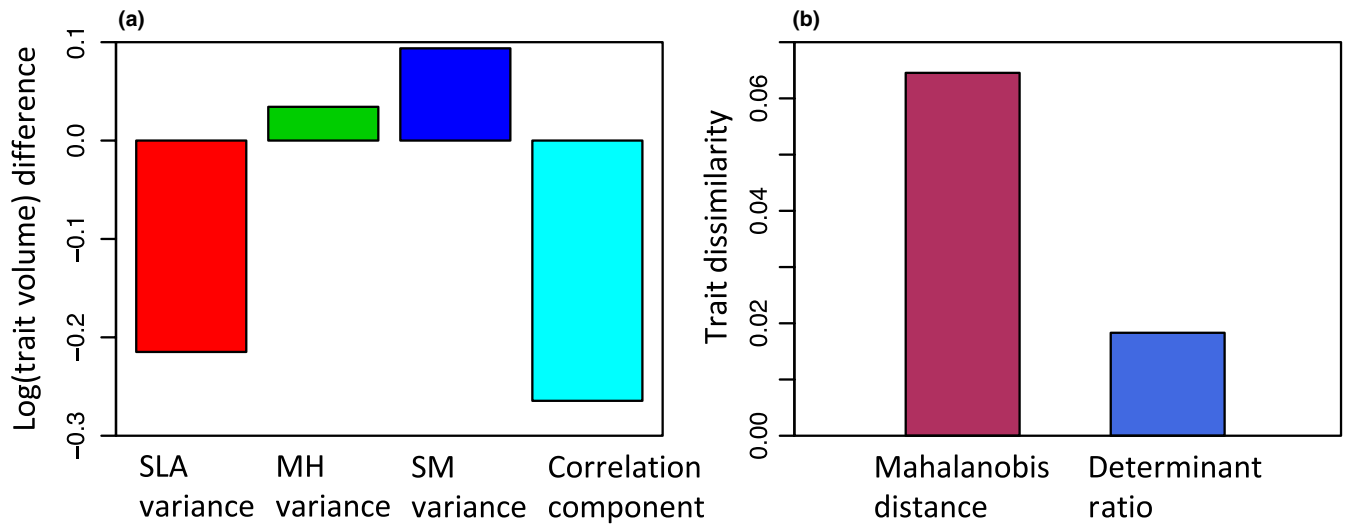 (a)
Log(trait volume) difference
0.1
0.0
−0.1
−0.2
−0.3
SLA
variance
MH
variance
SM
variance
Correlation
component
(b)
Trait dissimilarity
0.06
0.04
0.02
0.00
Mahalanobis
distance
Determinant
ratio